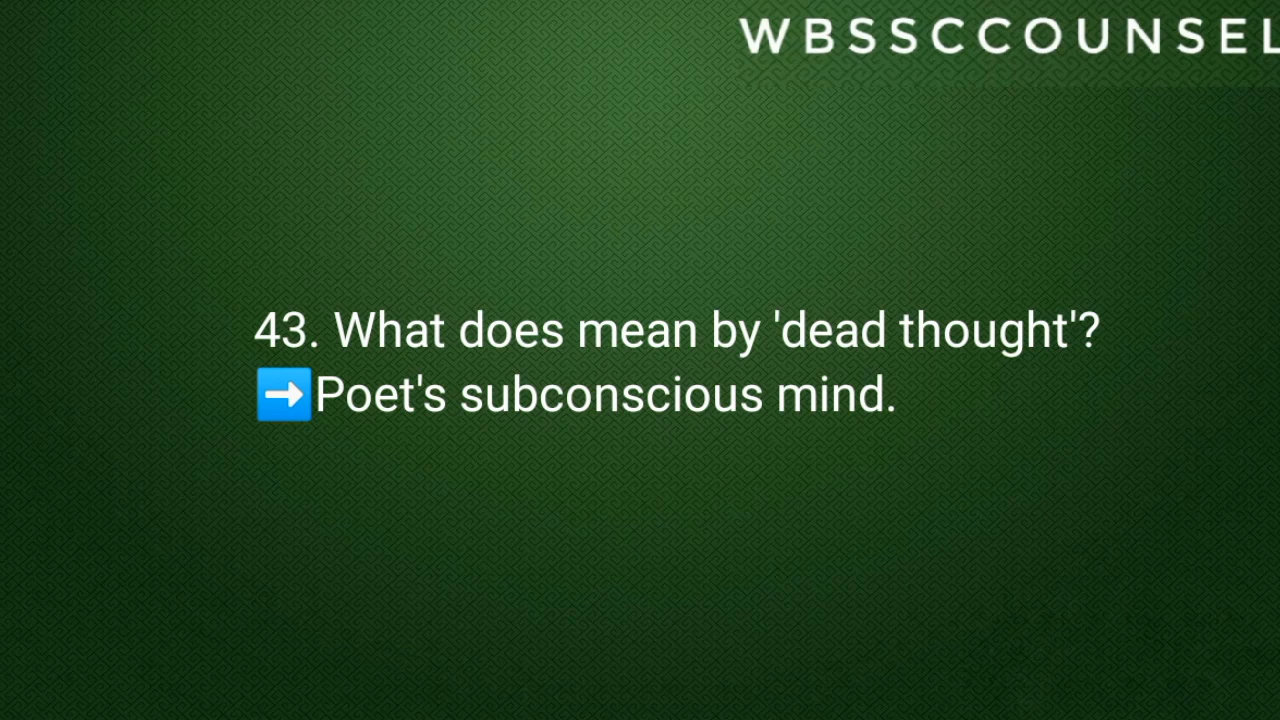 WBSSCCOUNSEL
43. What does mean by 'dead thought'?
➡Poet's subconscious mind.